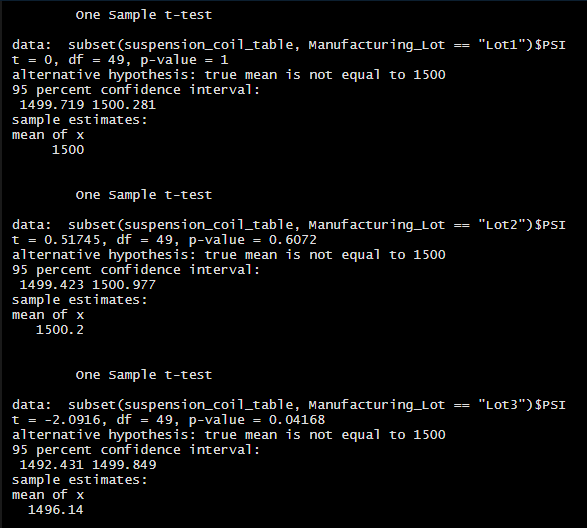 One Sample t-test
data: subset(suspension_coil_table, Manufacturing_Lot == "Lot1")$PSI
t = 0, df = 49, p-value = 1
alternative hypothesis: true mean is not equal to 1500
95 percent confidence interval:
1499.719 1500.281
sample estimates:
mean of x
1500
One Sample t-test
data: subset(suspension_coil_table, Manufacturing_Lot == "Lot2")$PSI
t = 0.51745, df = 49, p-value = 0.6072
alternative hypothesis: true mean is not equal to 1500
95 percent confidence interval:
1499.423 1500.977
sample estimates:
mean of x
1500.2
One Sample t-test
data: subset(suspension_coil_table, Manufacturing_Lot == "Lot3")$PSI
t = -2.0916, df = 49, p-value = 0.04168
alternative hypothesis: true mean is not equal to 1500
95 percent confidence interval:
1492.431 1499.849
sample estimates:
mean of x
1496.14